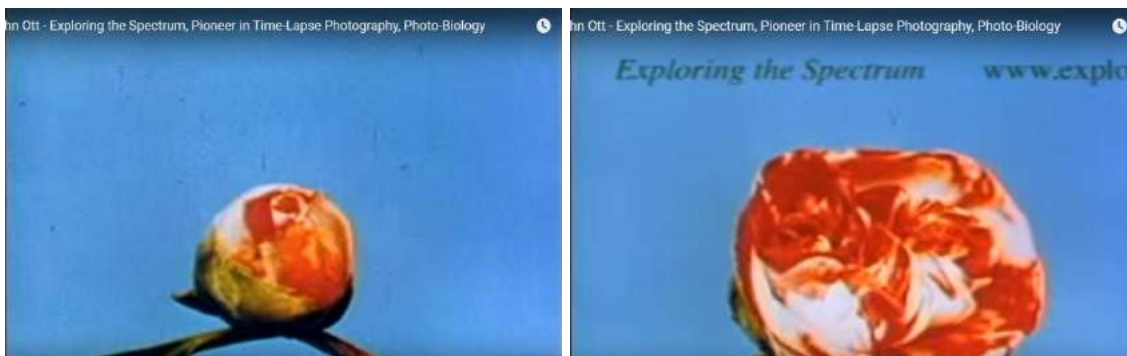 hn Ott - Exploring the Spectrum, Pioneer in Time-Lapse Photography, Photo-Biology
hn Ott - Exploring the Spectrum, Pioneer in Time-Lapse Photography, Photo-Biology
Exploring the Spectrum www.explo